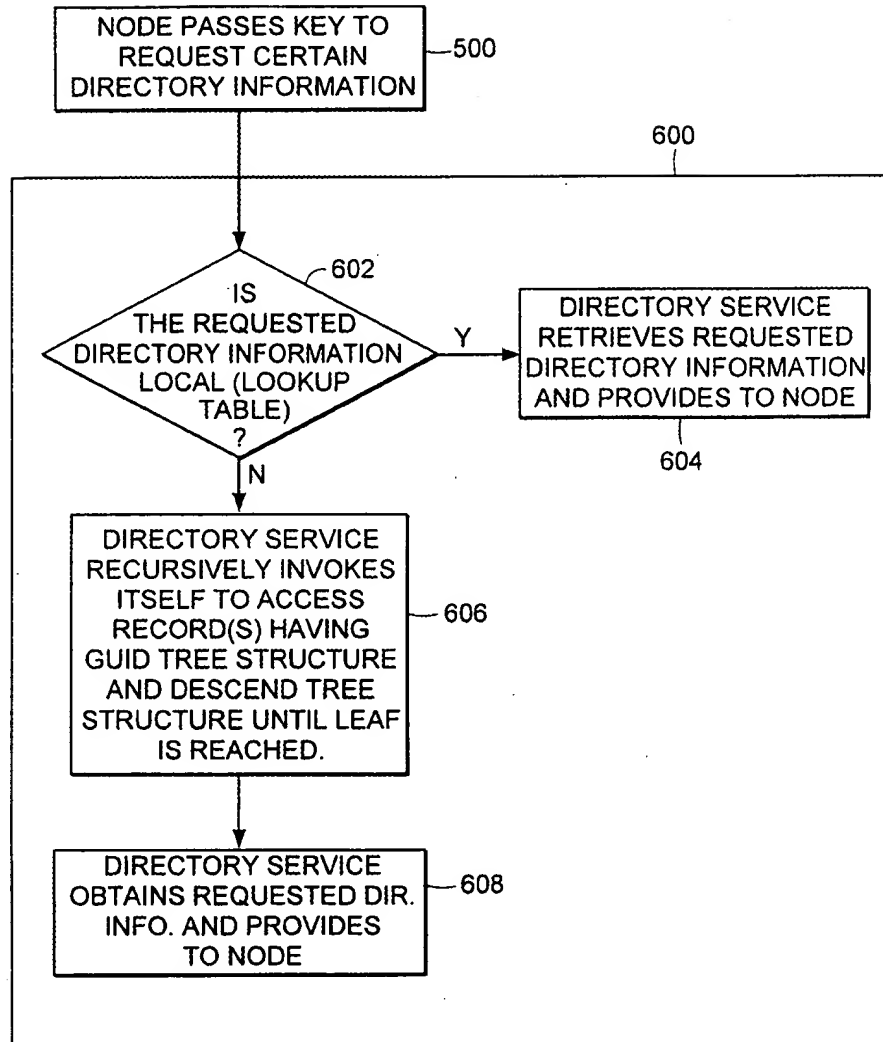 NODE PASSES KEY TO
REQUEST CERTAIN
DIRECTORY INFORMATION
500
600
602
IS
THE REQUESTED
DIRECTORY INFORMATION
LOCAL (LOOKUP
TABLE)
?
Y
DIRECTORY SERVICE
RETRIEVES REQUESTED
DIRECTORY INFORMATION
AND PROVIDES TO NODE
604
N
DIRECTORY SERVICE
RECURSIVELY INVOKES
ITSELF TO ACCESS
RECORD(S) HAVING
GUID TREE STRUCTURE
AND DESCEND TREE
STRUCTURE UNTIL LEAF
IS REACHED.
606
DIRECTORY SERVICE
OBTAINS REQUESTED DIR.
INFO. AND PROVIDES
TO NODE
608